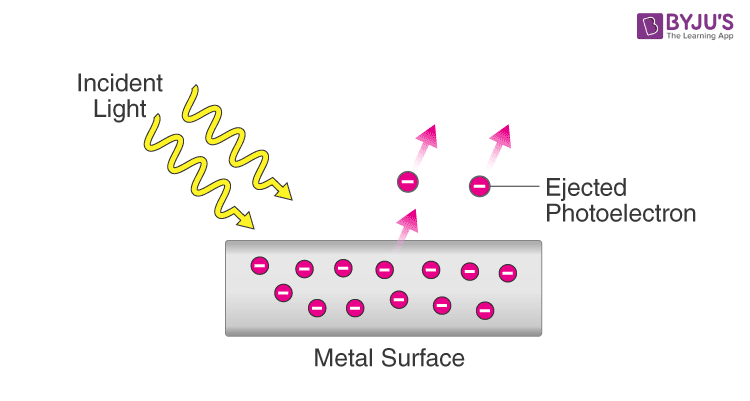 BYJU'S
The Learning App
Incident
Light
Ejected
Photoelectron
Metal Surface